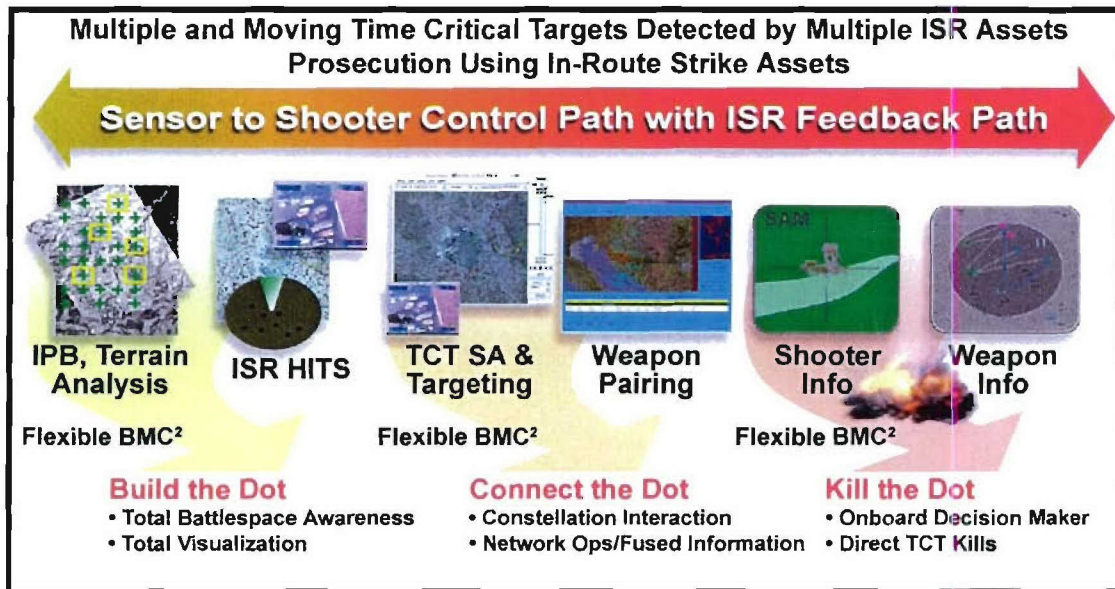 Multiple and Moving Time Critical Targets Detected by Multiple ISR Assets
Prosecution Using In-Route Strike Assets
Sensor to Shooter Control Path with ISR Feedback Path
SAM
IPB, Terrain
Analysis
ISR HITS
TCT SA &
Targeting
Weapon
Pairing
Shooter
Info
Weapon
Info
Flexible BMC²
Flexible BMC²
Flexible BMC²
Build the Dot
• Total Battlespace Awareness
• Total Visualization
Connect the Dot
• Constellation Interaction
• Network Ops/Fused Information
Kill the Dot
• Onboard Decision Maker
• Direct TCT Kills